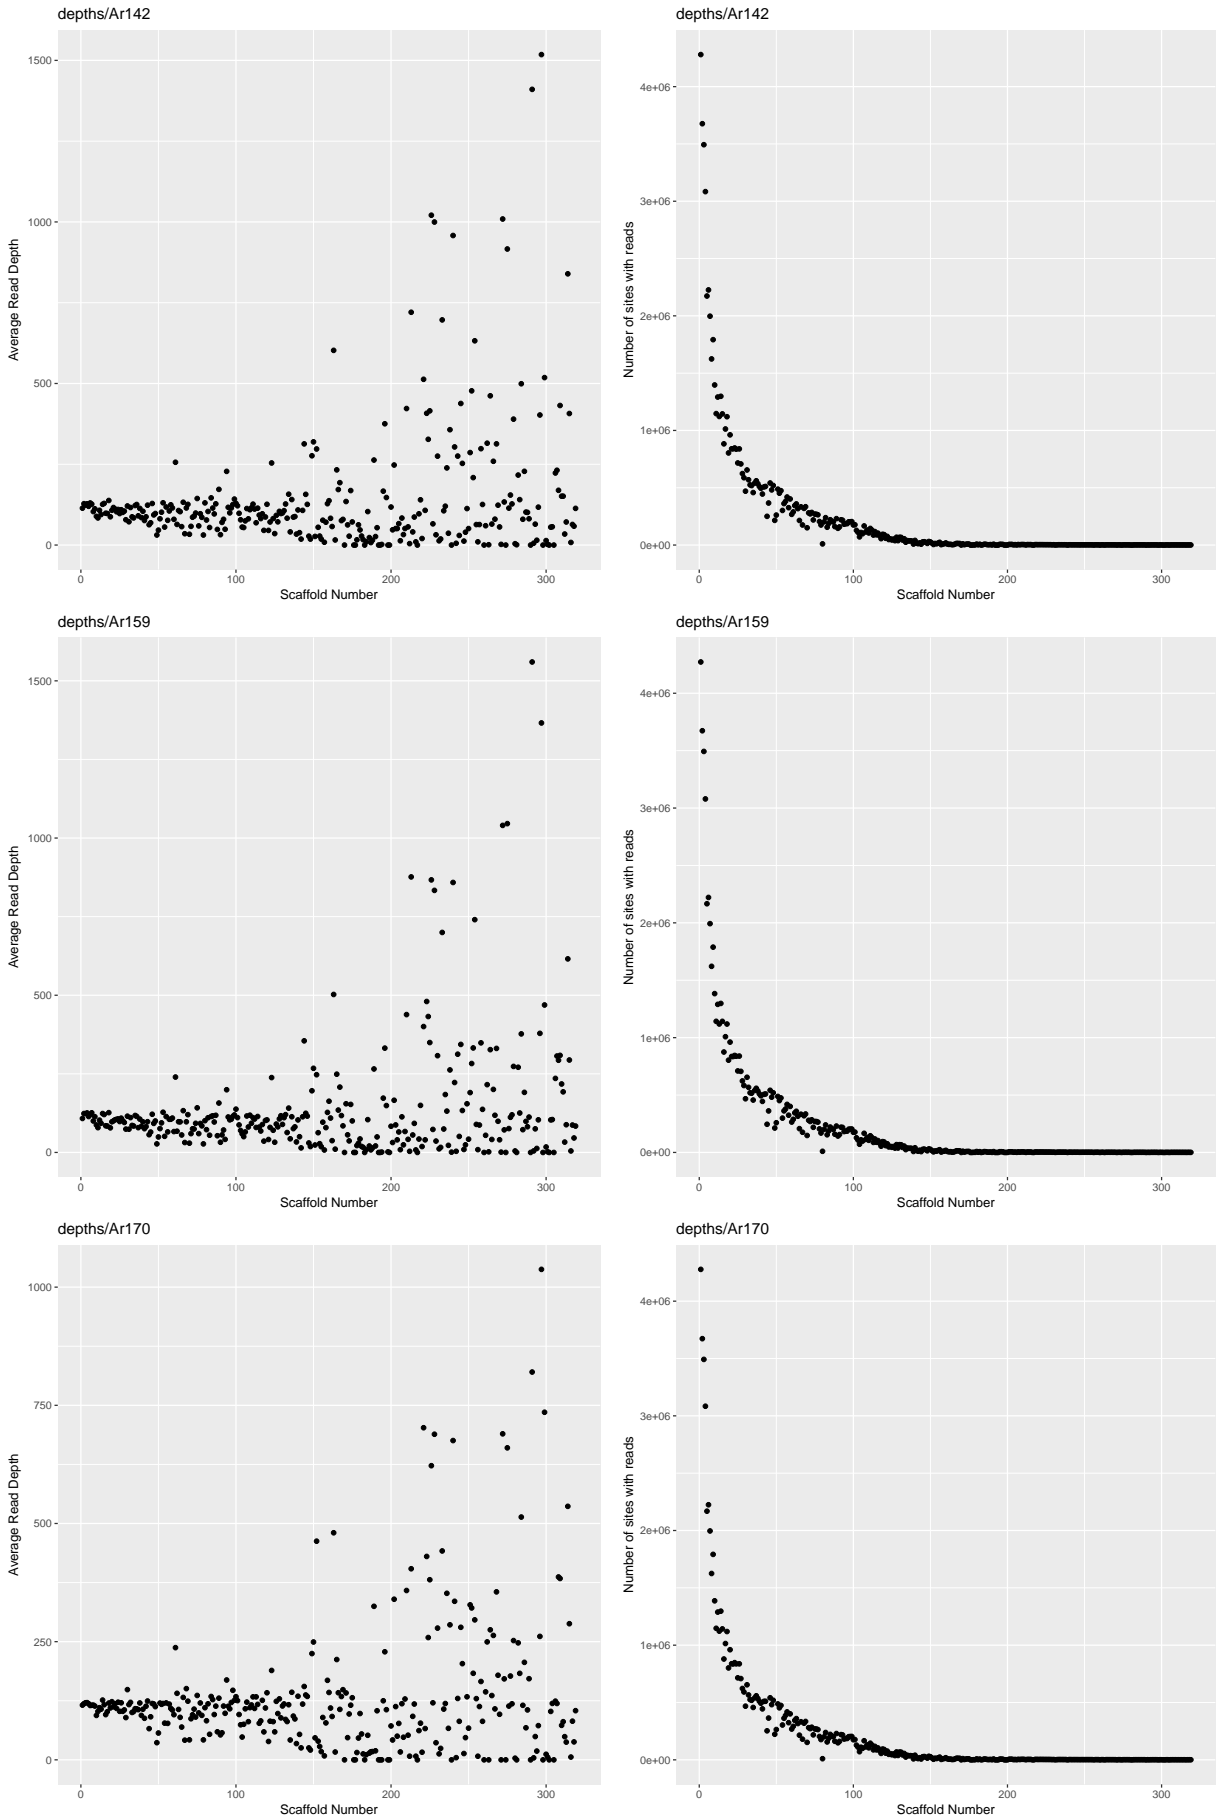 depths/Ar142
1500
1000
500
0
Average Read Depth
0 100 200 300
Scaffold Number
depths/Ar142
4e+06
3e+06
2e+06
1e+06
0e+00
Number of sites with reads
0 100 200 300
Scaffold Number
depths/Ar159
1500
1000
500
0
Average Read Depth
0 100 200 300
Scaffold Number
depths/Ar159
4e+06
3e+06
2e+06
1e+06
0e+00
Number of sites with reads
0 100 200 300
Scaffold Number
depths/Ar170
1000
750
500
250
0
Average Read Depth
0 100 200 300
Scaffold Number
depths/Ar170
4e+06
3e+06
2e+06
1e+06
0e+00
Number of sites with reads
0 100 200 300
Scaffold Number